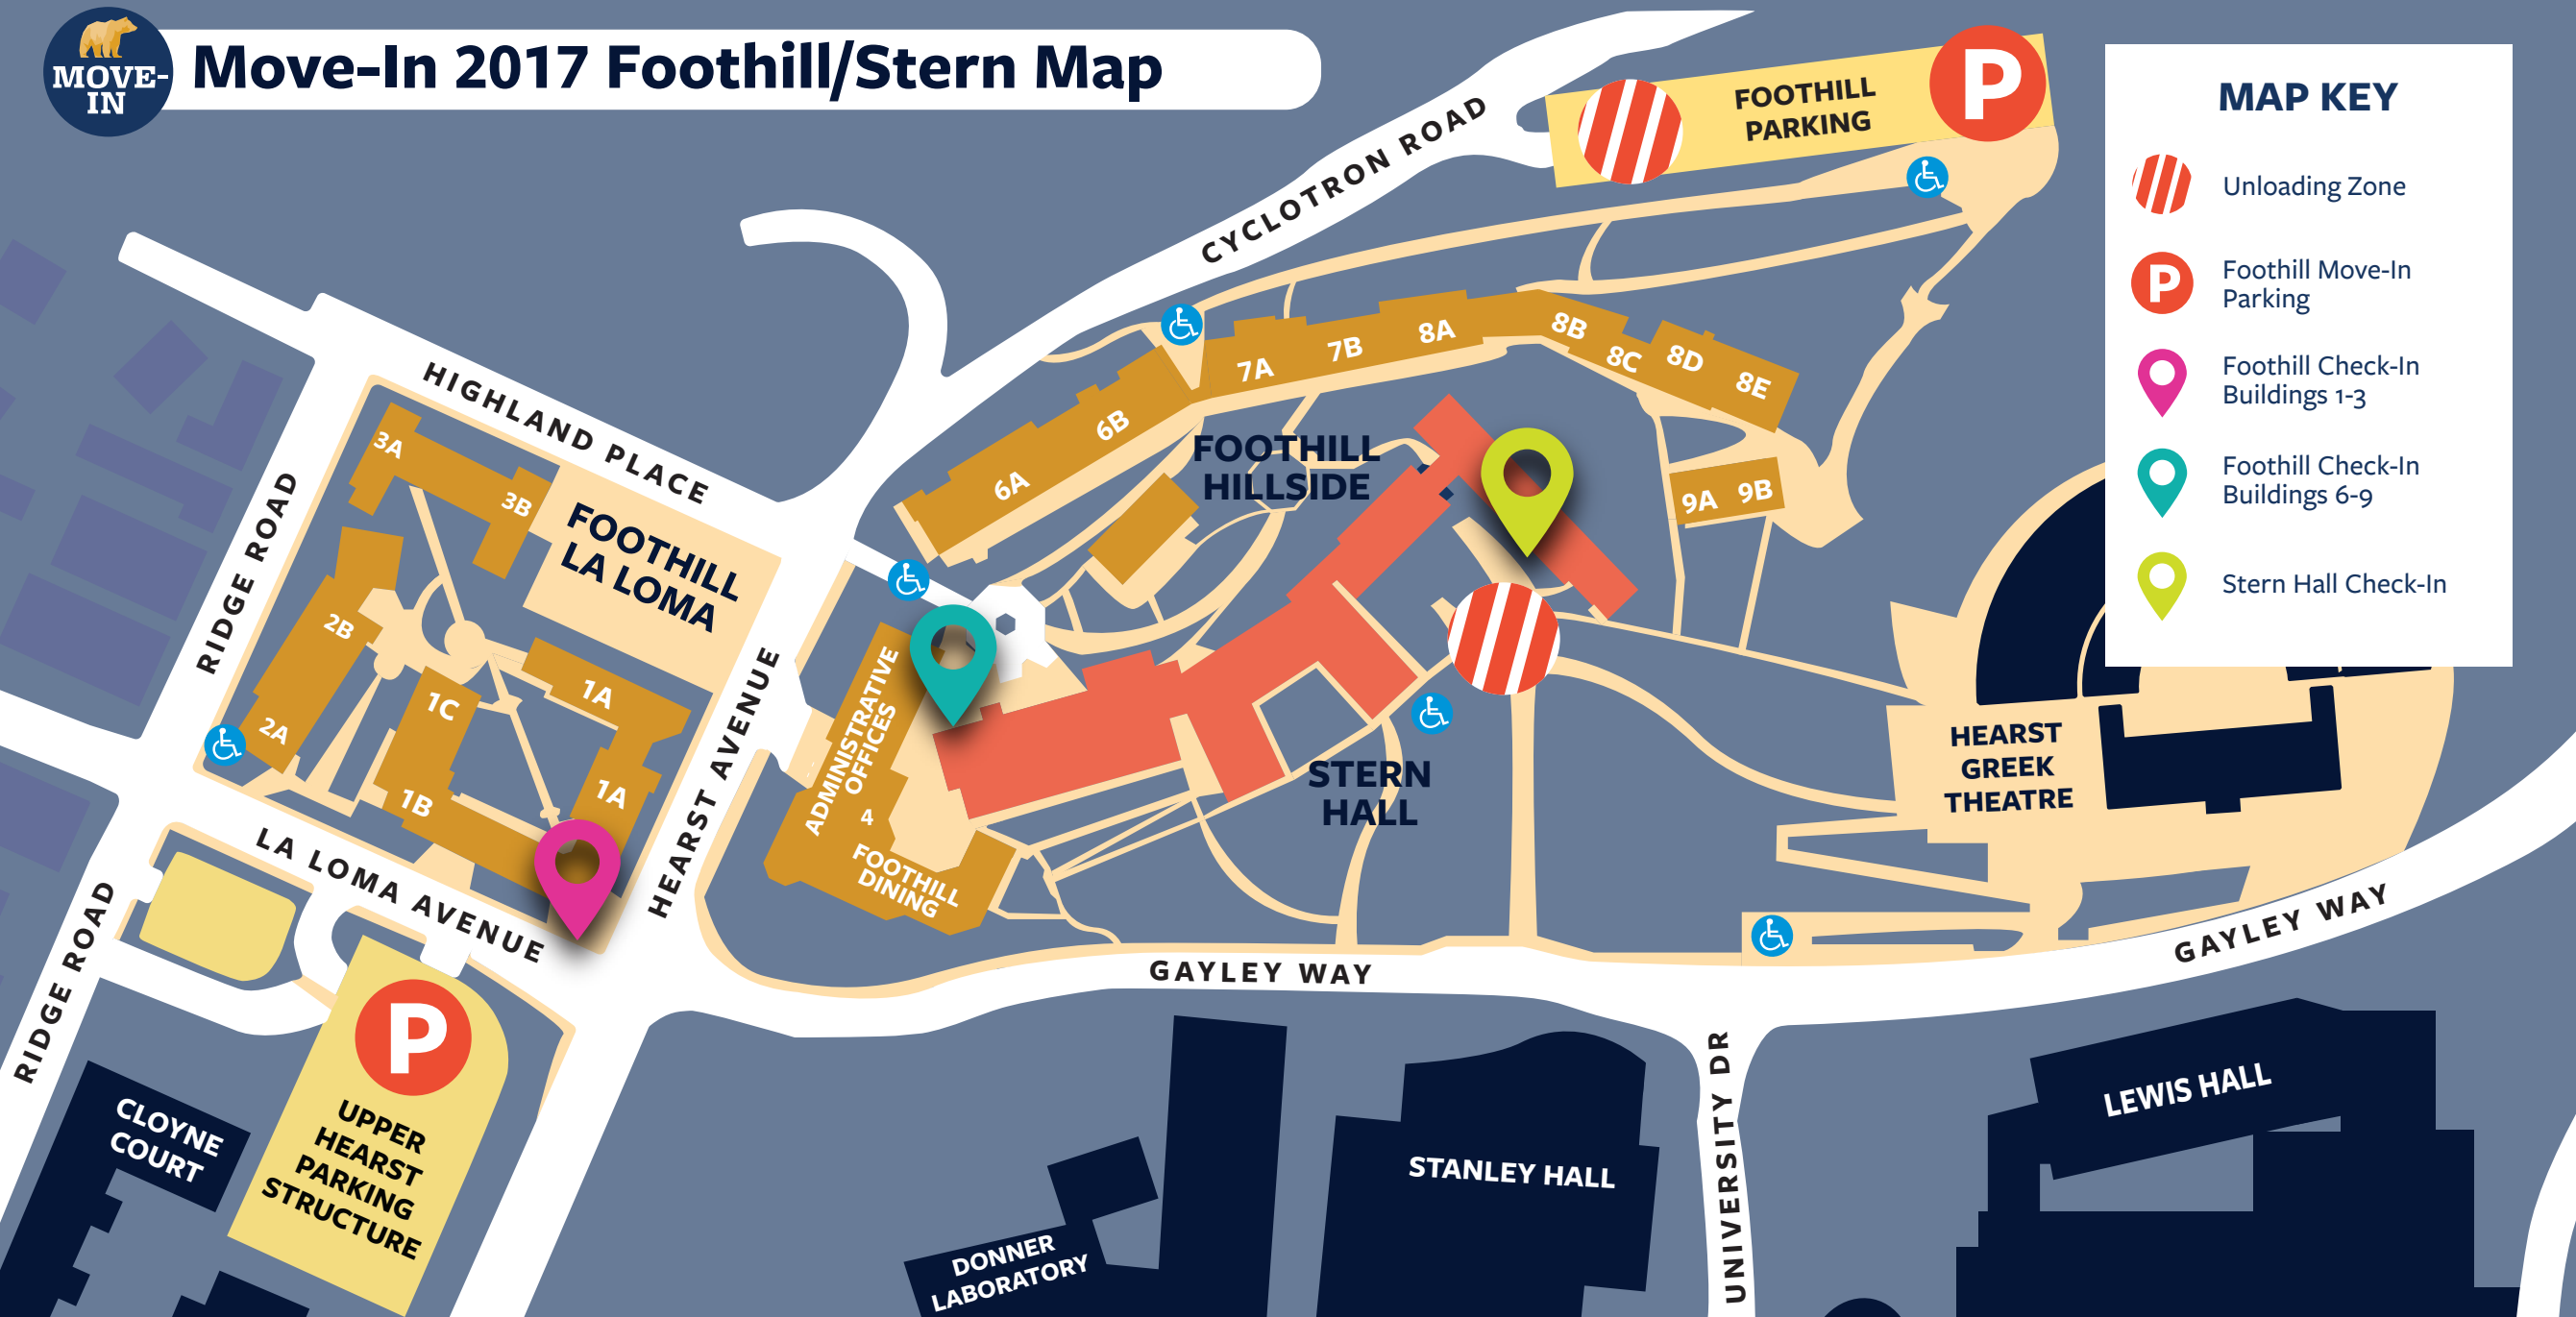 MOVE-
IN
Move-In 2017 Foothill/Stern Map
MAP KEY
Unloading Zone
P
Foothill Move-In
Parking
Foothill Check-In
Buildings 1-3
Foothill Check-In
Buildings 6-9
Stern Hall Check-In
FOOTHILL
PARKING
P
CYCLOTRON ROAD
HIGHLAND PLACE
RIDGE ROAD
3A
3B
FOOTHILL
LA LOMA
2B
2A
1C
1A
1B
1A
HEARST AVENUE
LA LOMA AVENUE
RIDGE ROAD
6A
6B
7A
7B
8A
8B
8C
8D
8E
9A
9B
FOOTHILL
HILLSIDE
ADMINISTRATIVE
OFFICES
4
FOOTHILL
DINING
STERN
HALL
HEARST
GREEK
THEATRE
GAYLEY WAY
GAYLEY WAY
P
UPPER
HEARST
PARKING
STRUCTURE
CLOYNE
COURT
DONNER
LABORATORY
STANLEY HALL
UNIVERSITY DR
LEWIS HALL